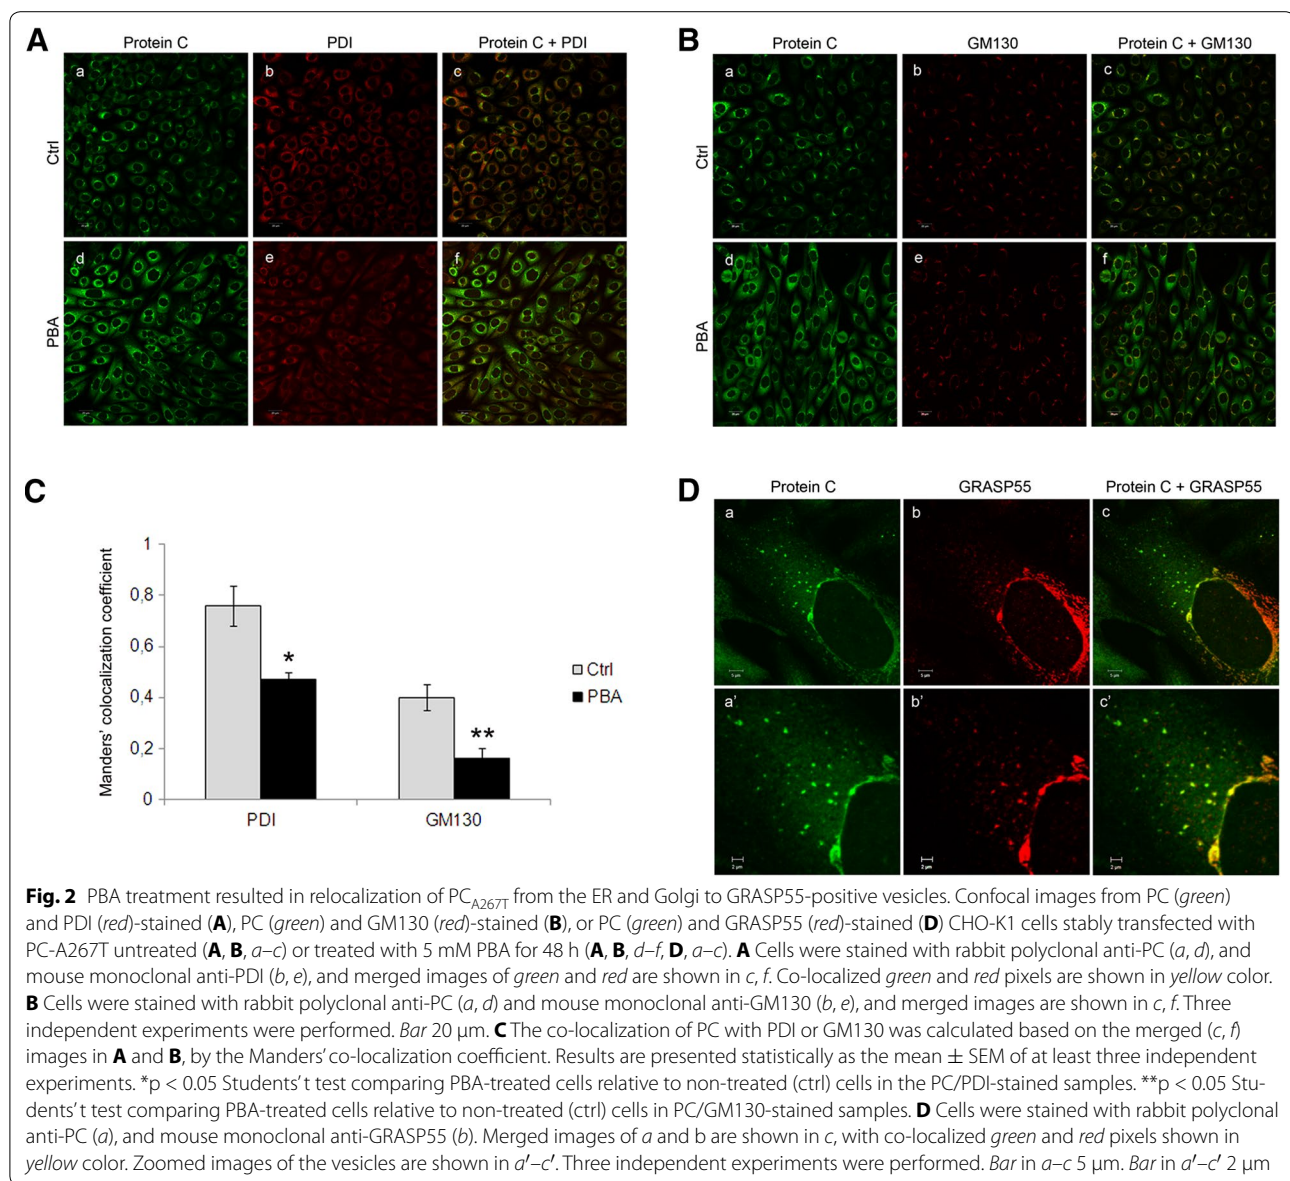 A
Protein C PDI Protein C + PDI
Ctrl
a b c
PBA
d e f
B
Protein C GM130 Protein C + GM130
Ctrl
a b c
PBA
d e f
C
Manders' colocalization coefficient
1
0,8
0,6
0,4
0,2
0
*
**
PDI GM130
Ctrl
PBA
D
Protein C GRASP55 Protein C + GRASP55
a b c
5 µm 5 µm 5 µm
a' b' c'
2 µm 2 µm 2 µm
Fig. 2 PBA treatment resulted in relocalization of PCA267T from the ER and Golgi to GRASP55-positive vesicles. Confocal images from PC (green)
and PDI (red)-stained (A), PC (green) and GM130 (red)-stained (B), or PC (green) and GRASP55 (red)-stained (D) CHO-K1 cells stably transfected with
PC-A267T untreated (A, B, a–c) or treated with 5 mM PBA for 48 h (A, B, d–f, D, a–c). A Cells were stained with rabbit polyclonal anti-PC (a, d), and
mouse monoclonal anti-PDI (b, e), and merged images of green and red are shown in c, f. Co-localized green and red pixels are shown in yellow color.
B Cells were stained with rabbit polyclonal anti-PC (a, d) and mouse monoclonal anti-GM130 (b, e), and merged images are shown in c, f. Three
independent experiments were performed. Bar 20 µm. C The co-localization of PC with PDI or GM130 was calculated based on the merged (c, f)
images in A and B, by the Manders' co-localization coefficient. Results are presented statistically as the mean ± SEM of at least three independent
experiments. *p < 0.05 Students' t test comparing PBA-treated cells relative to non-treated (ctrl) cells in the PC/PDI-stained samples. **p < 0.05 Stu-
dents' t test comparing PBA-treated cells relative to non-treated (ctrl) cells in PC/GM130-stained samples. D Cells were stained with rabbit polyclonal
anti-PC (a), and mouse monoclonal anti-GRASP55 (b). Merged images of a and b are shown in c, with co-localized green and red pixels shown in
yellow color. Zoomed images of the vesicles are shown in a′–c′. Three independent experiments were performed. Bar in a–c 5 µm. Bar in a′–c′ 2 µm